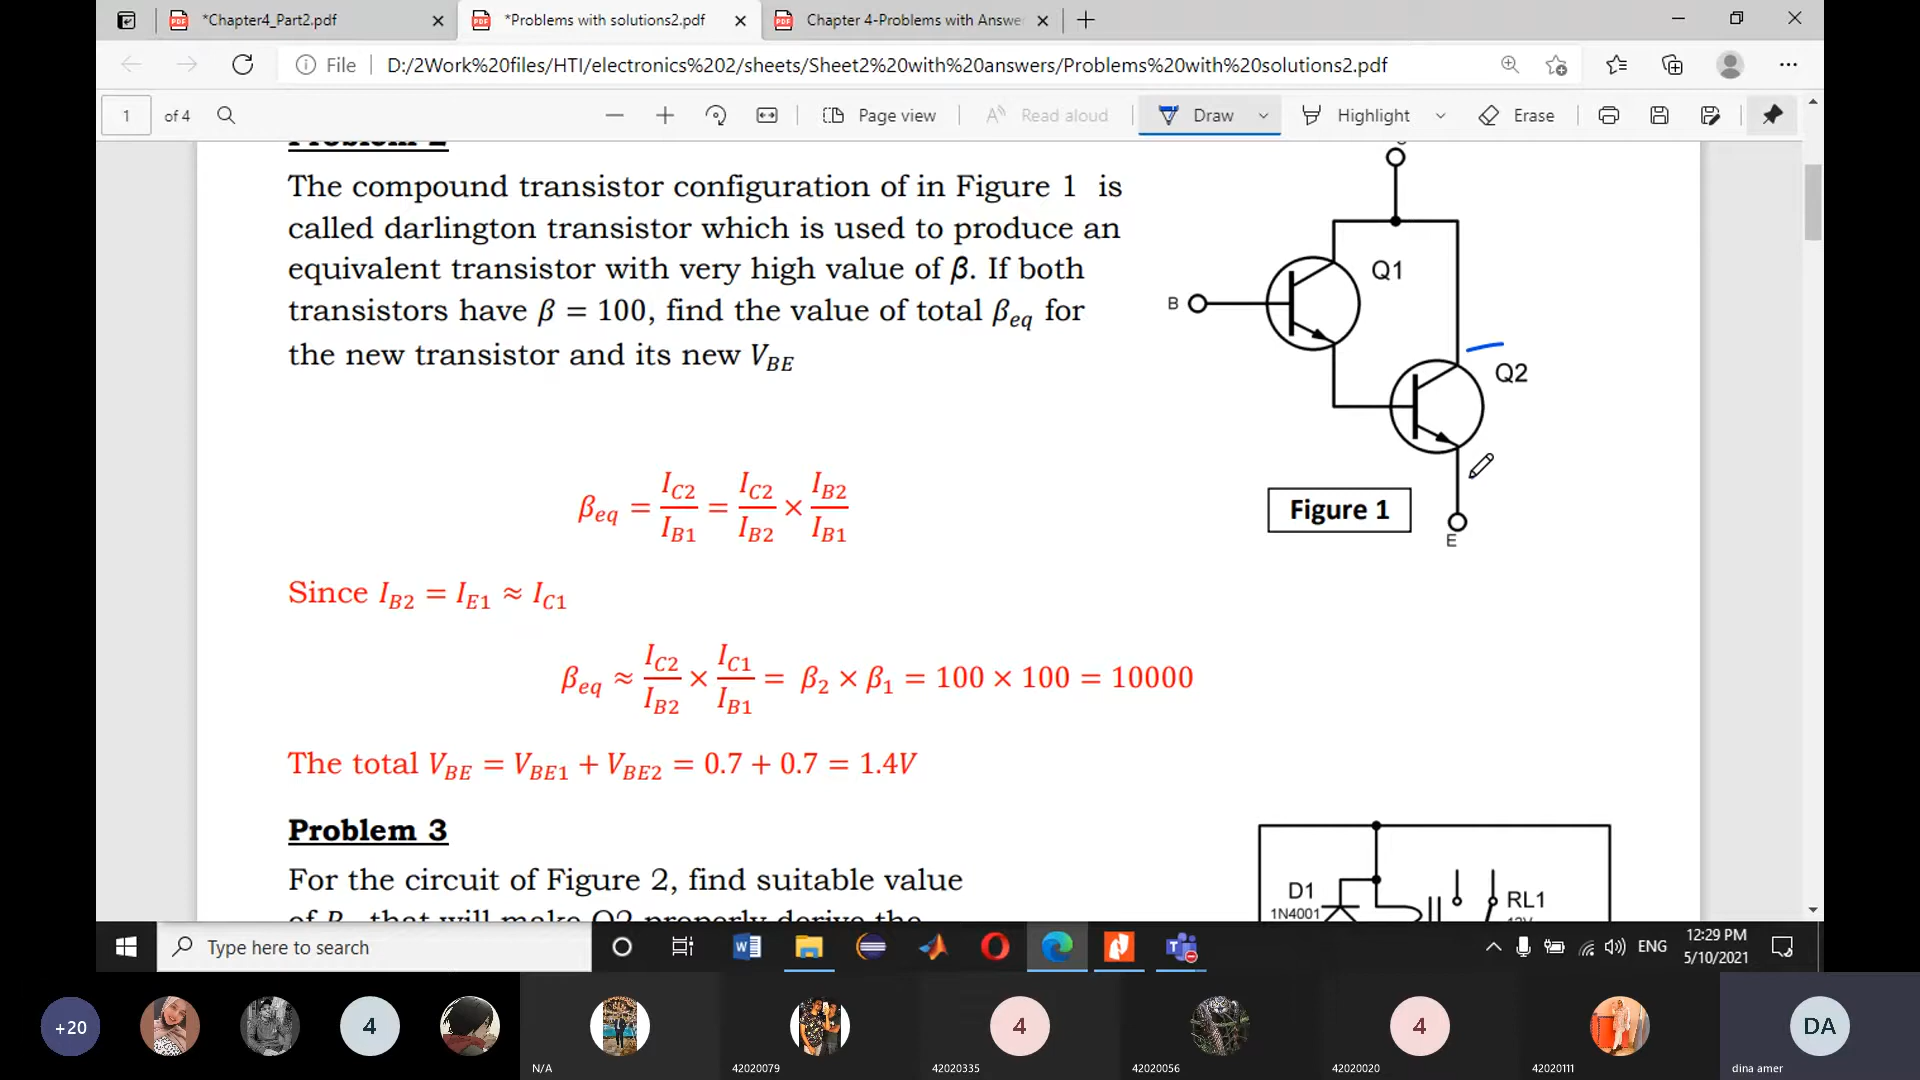 *Chapter4_Part2.pdf
*Problems with solutions2.pdf
Chapter 4-Problems with Answe
File
D:/2Work%20files/HTI/electronics%202/sheets/Sheet2%20with%20answers/Problems%20with%20solutions2.pdf
1 of 4
Page view
Read aloud
Draw
Highlight
Erase
The compound transistor configuration of in Figure 1 is
called darlington transistor which is used to produce an
equivalent transistor with very high value of β. If both
transistors have β = 100, find the value of total β_eq for
the new transistor and its new V_BE
Q1
B
Q2
Figure 1
E
β_eq = I_C2/I_B1 = I_C2/I_B2 × I_B2/I_B1
Since I_B2 = I_E1 ≈ I_C1
β_eq ≈ I_C2/I_B2 × I_C1/I_B1 = β_2 × β_1 = 100 × 100 = 10000
The total V_BE = V_BE1 + V_BE2 = 0.7 + 0.7 = 1.4V
Problem 3
For the circuit of Figure 2, find suitable value
D1
1N4001
RL1
Type here to search
ENG
12:29 PM
5/10/2021
+20
4
4
4
DA
N/A
42020079
42020335
42020056
42020020
42020111
dina amer